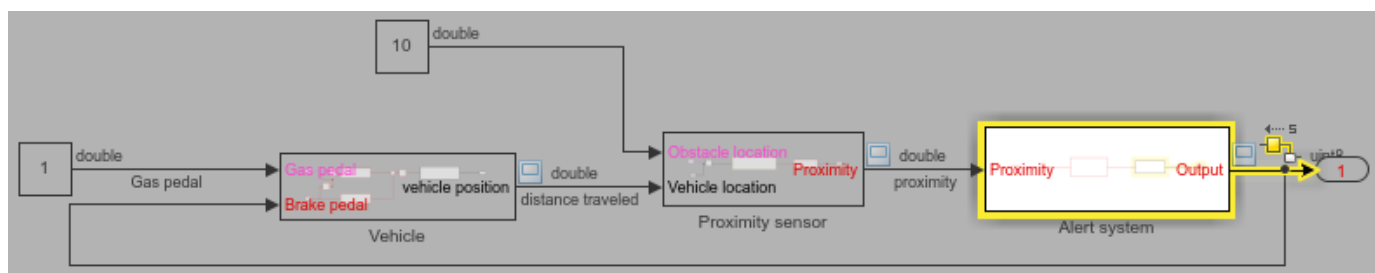 10
double
1
double
Gas pedal
Gas pedal
Brake pedal
vehicle position
Vehicle
double
distance traveled
Obstacle location
Vehicle location
Proximity
Proximity sensor
double
proximity
Proximity
Output
Alert system
5
uint8
1